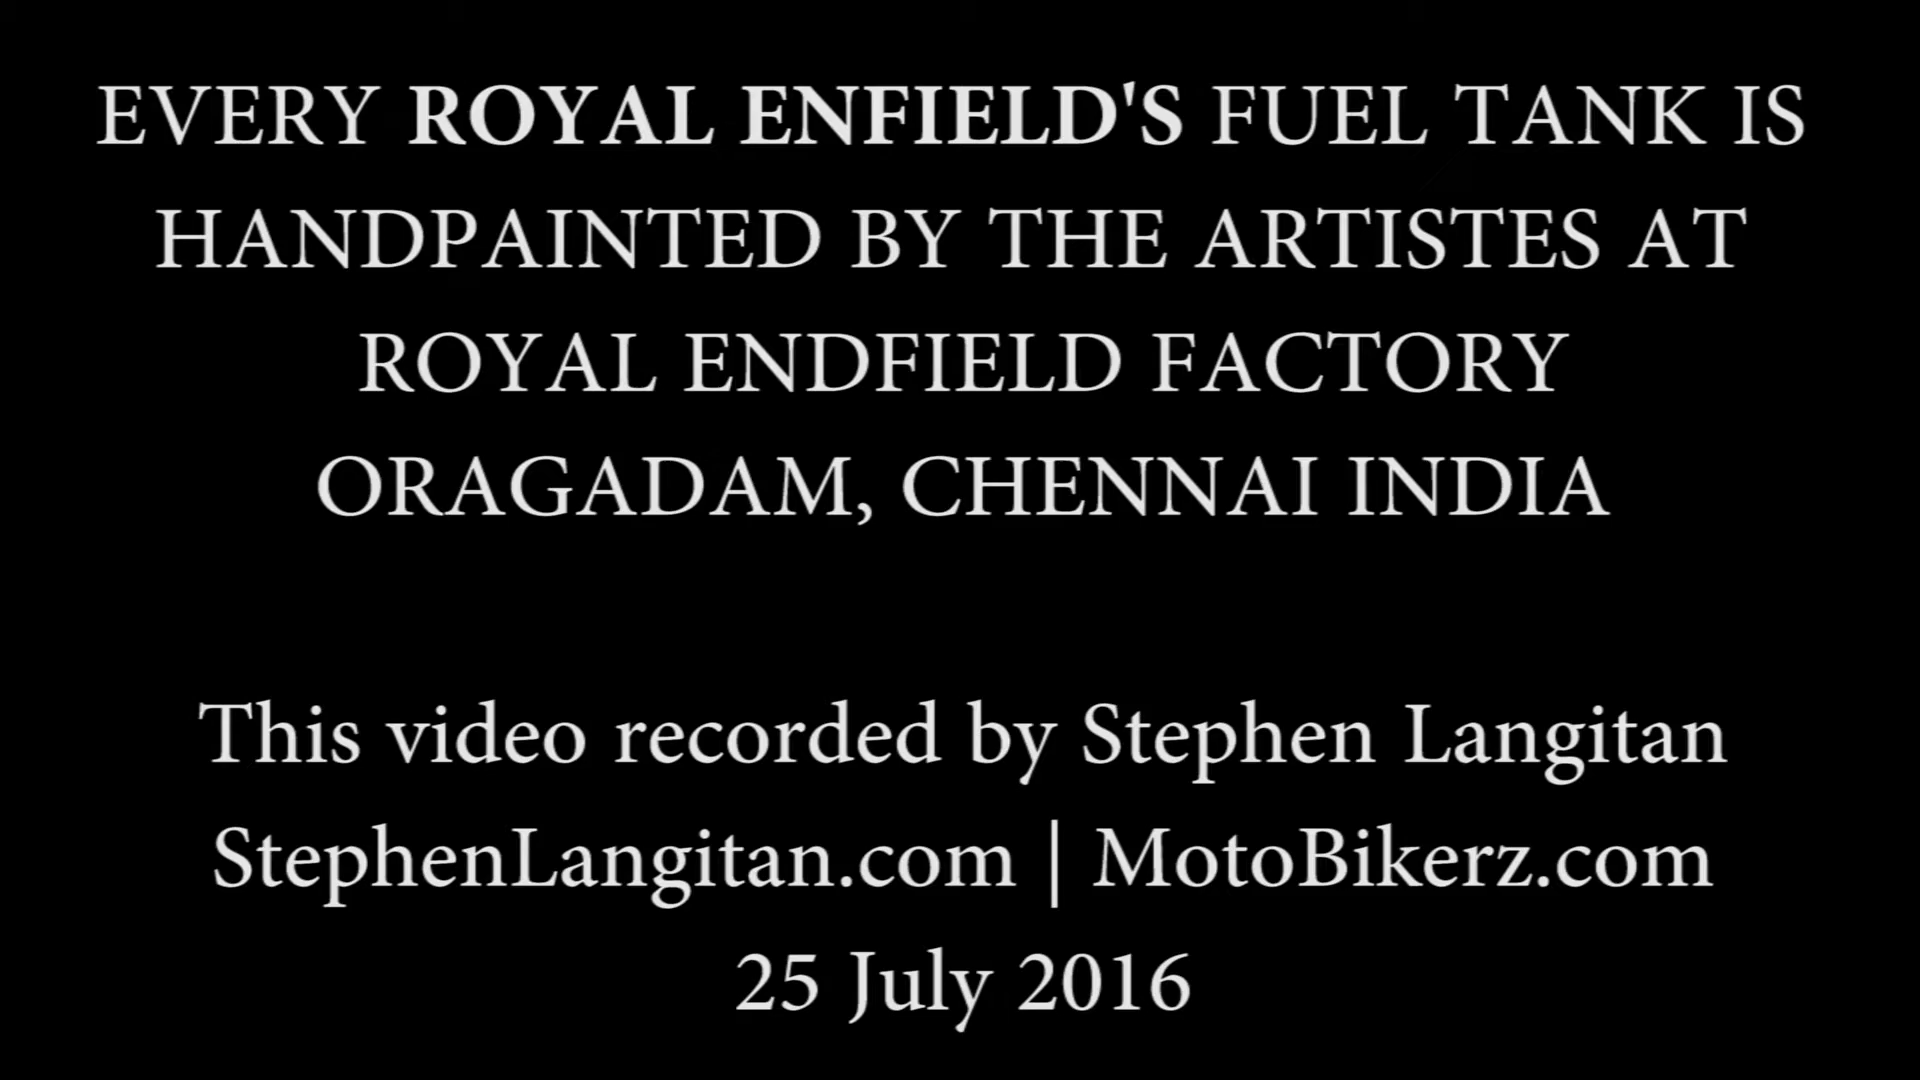 EVERY ROYAL ENFIELD'S FUEL TANK IS
HANDPAINTED BY THE ARTISTES AT
ROYAL ENDFIELD FACTORY
ORAGADAM, CHENNAI INDIA
This video recorded by Stephen Langitan
StephenLangitan.com | MotoBikerz.com
25 July 2016